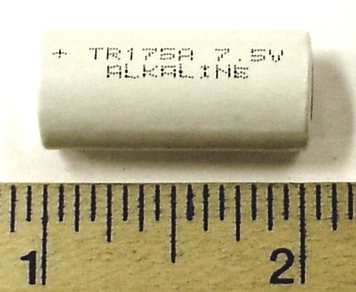 + TR175A 7.5V
ALKALINE
1 2